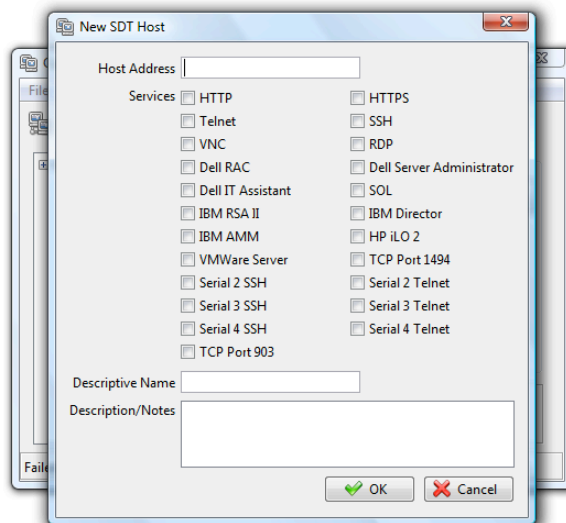 New SDT Host
File
Host Address
Services
HTTP
HTTPS
Telnet
SSH
VNC
RDP
Dell RAC
Dell Server Administrator
Dell IT Assistant
SOL
IBM RSA II
IBM Director
IBM AMM
HP iLO 2
VMWare Server
TCP Port 1494
Serial 2 SSH
Serial 2 Telnet
Serial 3 SSH
Serial 3 Telnet
Serial 4 SSH
Serial 4 Telnet
TCP Port 903
Descriptive Name
Description/Notes
Faile
OK
Cancel